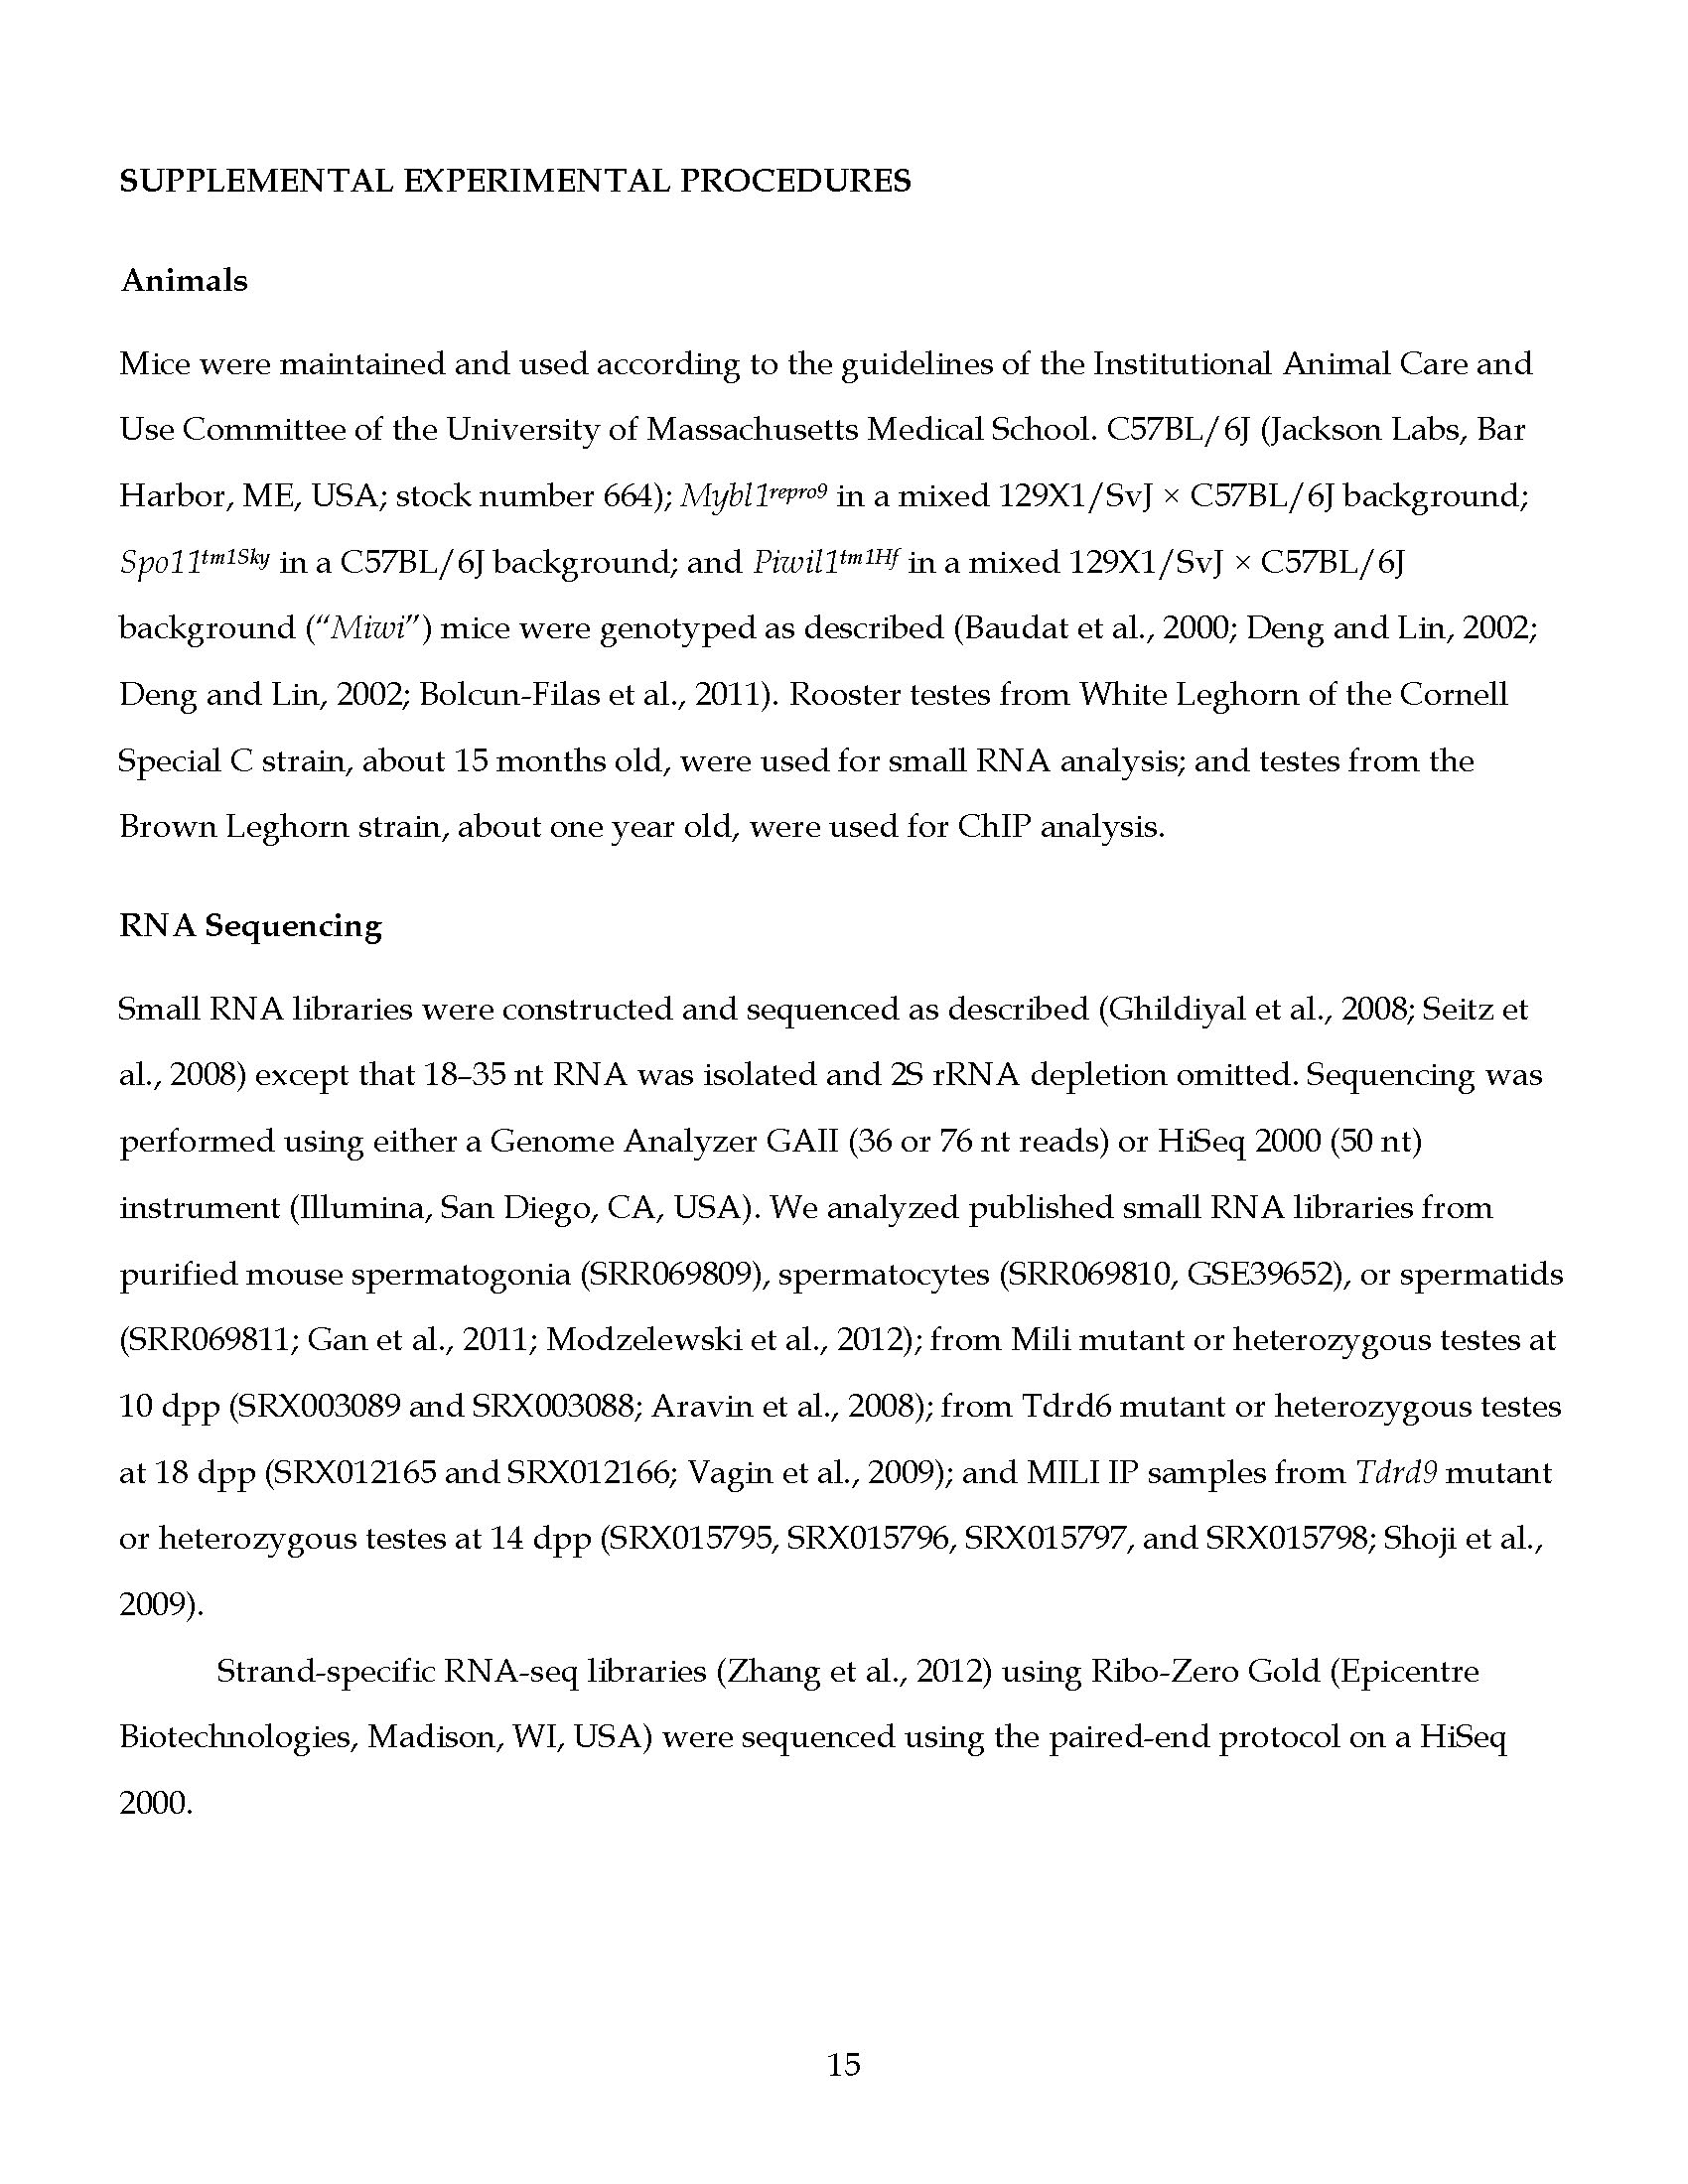 SUPPLEMENTAL EXPERIMENTAL PROCEDURES
Animals
Mice were maintained and used according to the guidelines of the Institutional Animal Care and
Use Committee of the University of Massachusetts Medical School. C57BL/6J (Jackson Labs, Bar
Harbor, ME, USA; stock number 664); Mybl1repro9 in a mixed 129X1/SvJ × C57BL/6J background;
Spo11tm1Sky in a C57BL/6J background; and Piwil1tm1Hf in a mixed 129X1/SvJ × C57BL/6J
background (“Miwi”) mice were genotyped as described (Baudat et al., 2000; Deng and Lin, 2002;
Deng and Lin, 2002; Bolcun-Filas et al., 2011). Rooster testes from White Leghorn of the Cornell
Special C strain, about 15 months old, were used for small RNA analysis; and testes from the
Brown Leghorn strain, about one year old, were used for ChIP analysis.
RNA Sequencing
Small RNA libraries were constructed and sequenced as described (Ghildiyal et al., 2008; Seitz et
al., 2008) except that 18–35 nt RNA was isolated and 2S rRNA depletion omitted. Sequencing was
performed using either a Genome Analyzer GAII (36 or 76 nt reads) or HiSeq 2000 (50 nt)
instrument (Illumina, San Diego, CA, USA). We analyzed published small RNA libraries from
purified mouse spermatogonia (SRR069809), spermatocytes (SRR069810, GSE39652), or spermatids
(SRR069811; Gan et al., 2011; Modzelewski et al., 2012); from Mili mutant or heterozygous testes at
10 dpp (SRX003089 and SRX003088; Aravin et al., 2008); from Tdrd6 mutant or heterozygous testes
at 18 dpp (SRX012165 and SRX012166; Vagin et al., 2009); and MILI IP samples from Tdrd9 mutant
or heterozygous testes at 14 dpp (SRX015795, SRX015796, SRX015797, and SRX015798; Shoji et al.,
2009).
Strand-specific RNA-seq libraries (Zhang et al., 2012) using Ribo-Zero Gold (Epicentre
Biotechnologies, Madison, WI, USA) were sequenced using the paired-end protocol on a HiSeq
2000.
15